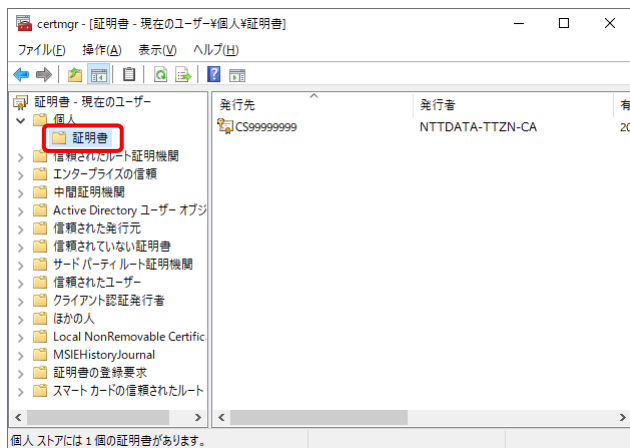 certmgr - [証明書 - 現在のユーザー¥個人¥証明書]
ファイル(F) 操作(A) 表示(V) ヘルプ(H)
証明書 - 現在のユーザー
個人
証明書
信頼されたルート証明機関
エンタープライズの信頼
中間証明機関
Active Directory ユーザー オブジ
信頼された発行元
信頼されていない証明書
サード パーティ ルート証明機関
信頼されたユーザー
クライアント認証発行者
ほかの人
Local NonRemovable Certific
MSIEHistoryJournal
証明書の登録要求
スマート カードの信頼されたルート
発行先 発行者 有
CS99999999 NTTDATA-TTZN-CA 20
個人 ストアには 1 個の証明書があります。